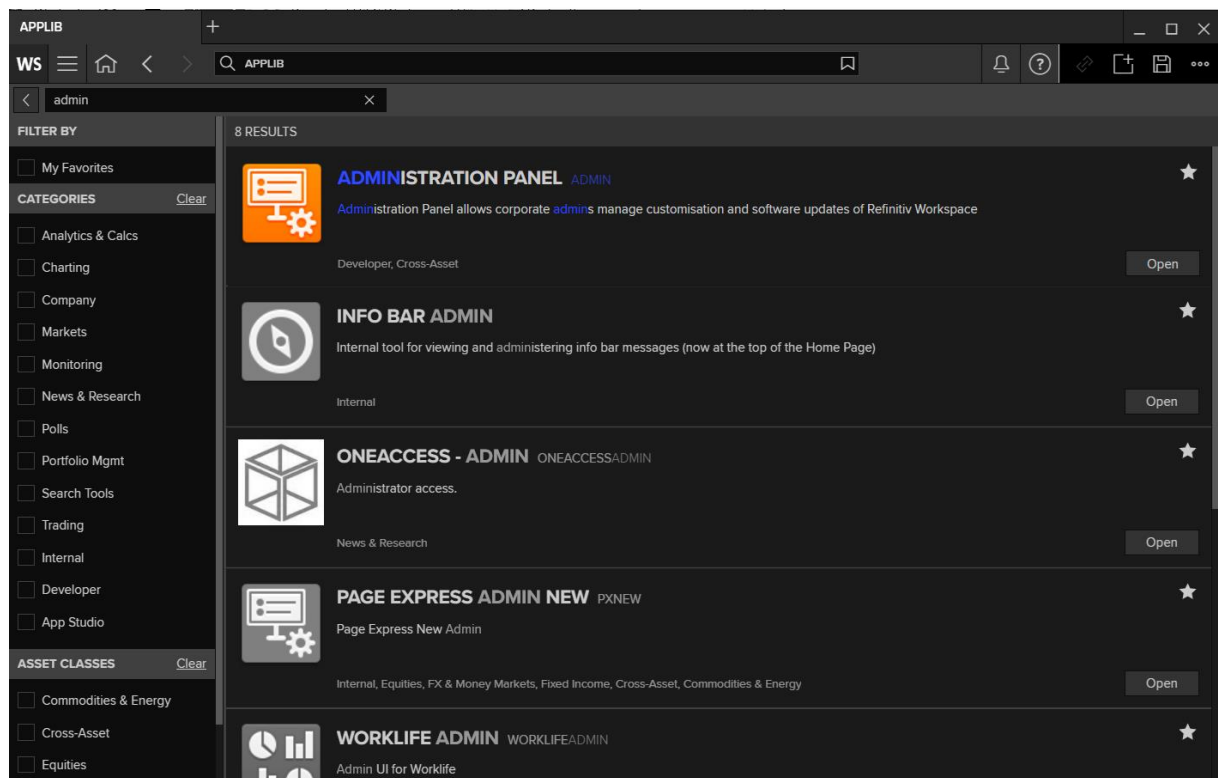 APPLIB
WS
APPLIB
admin
FILTER BY
My Favorites
CATEGORIES Clear
Analytics & Calcs
Charting
Company
Markets
Monitoring
News & Research
Polls
Portfolio Mgmt
Search Tools
Trading
Internal
Developer
App Studio
ASSET CLASSES Clear
Commodities & Energy
Cross-Asset
Equities
8 RESULTS
ADMINISTRATION PANEL ADMIN
Administration Panel allows corporate admins manage customisation and software updates of Refinitiv Workspace
Developer, Cross-Asset Open
INFO BAR ADMIN
Internal tool for viewing and administering info bar messages (now at the top of the Home Page)
Internal Open
ONEACCESS - ADMIN ONEACCESSADMIN
Administrator access.
News & Research Open
PAGE EXPRESS ADMIN NEW PXNEW
Page Express New Admin
Internal, Equities, FX & Money Markets, Fixed Income, Cross-Asset, Commodities & Energy Open
WORKLIFE ADMIN WORKLIFEADMIN
Admin UI for Worklife